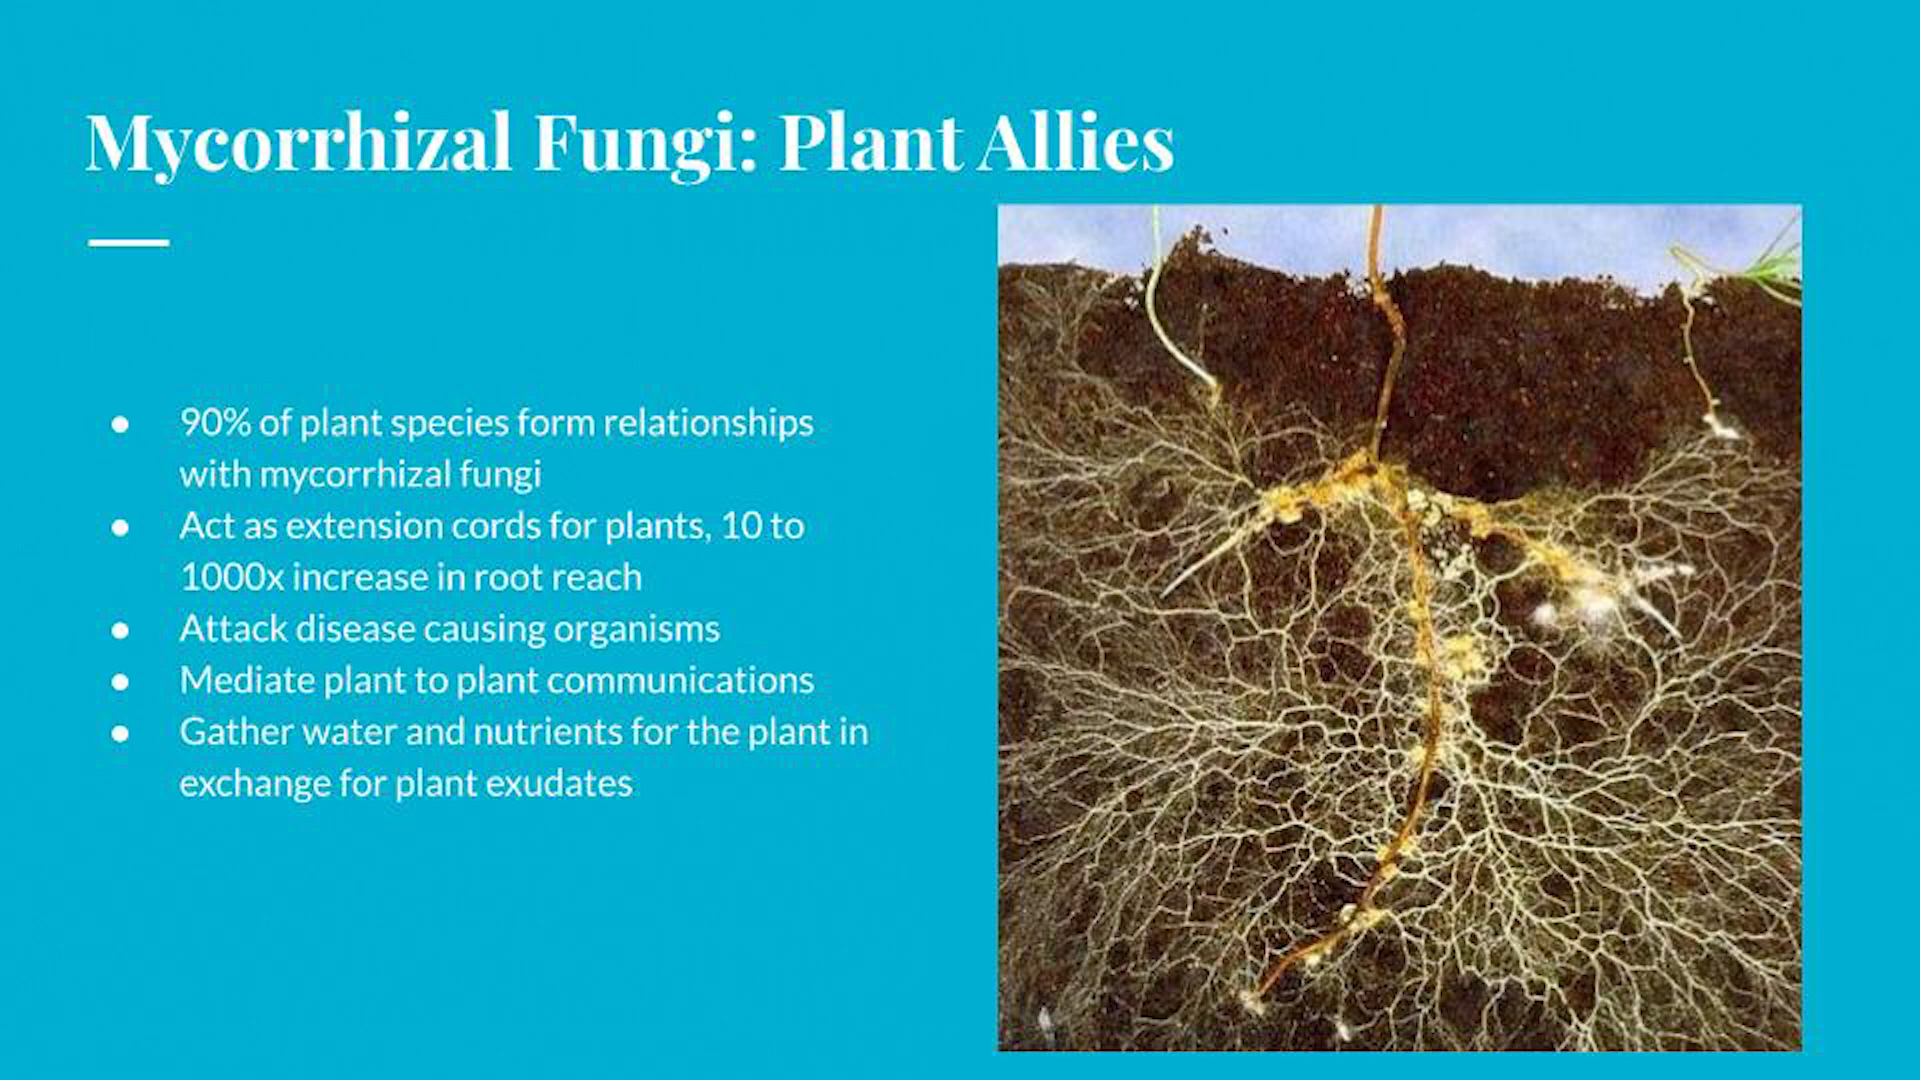 Mycorrhizal Fungi: Plant Allies
● 90% of plant species form relationships
with mycorrhizal fungi
● Act as extension cords for plants, 10 to
1000x increase in root reach
● Attack disease causing organisms
● Mediate plant to plant communications
● Gather water and nutrients for the plant in
exchange for plant exudates